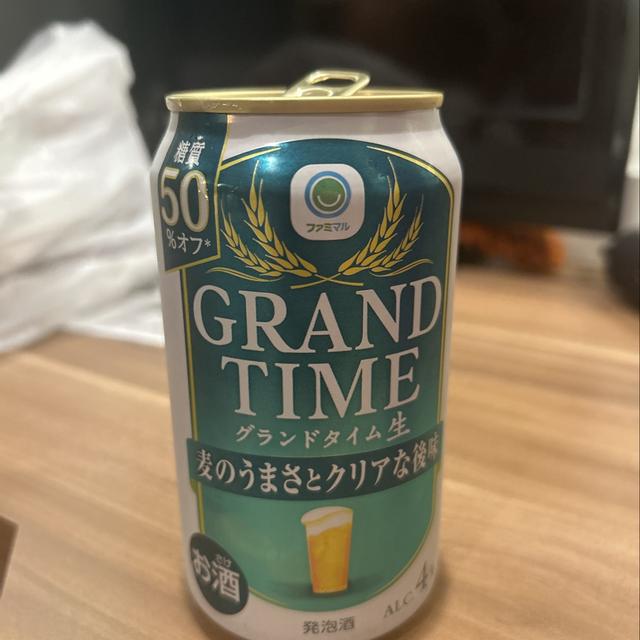 糖質
50
%オフ*
ファミマル
GRAND
TIME
グランドタイム生
麦のうまさとクリアな後味
さけ
お酒
ALC.4
発泡酒